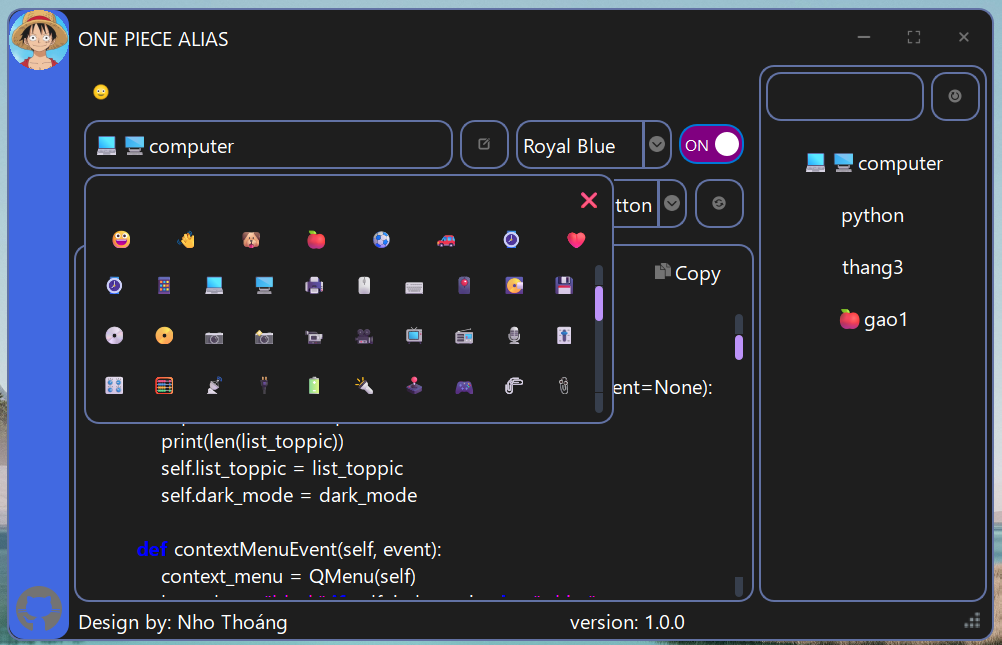 ONE PIECE ALIAS
computer
Royal Blue
ON
tton
Copy
ent=None):
print(len(list_toppic))
self.list_toppic = list_toppic
self.dark_mode = dark_mode
def contextMenuEvent(self, event):
context_menu = QMenu(self)
computer
python
thang3
gao1
Design by: Nho Thoáng
version: 1.0.0